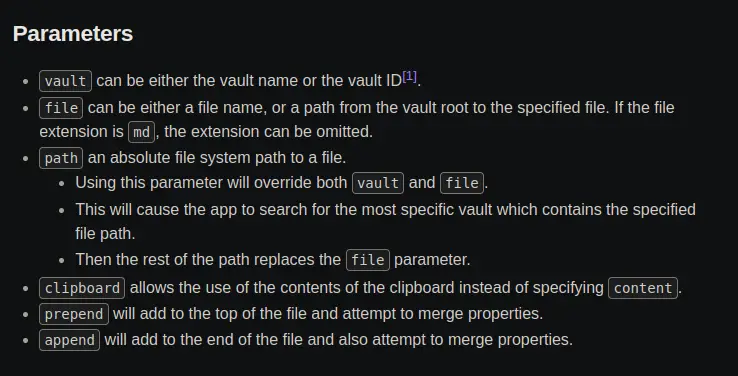 Parameters
• vault can be either the vault name or the vault ID[1].
• file can be either a file name, or a path from the vault root to the specified file. If the file
extension is md, the extension can be omitted.
• path an absolute file system path to a file.
• Using this parameter will override both vault and file.
• This will cause the app to search for the most specific vault which contains the specified
file path.
• Then the rest of the path replaces the file parameter.
• clipboard allows the use of the contents of the clipboard instead of specifying content.
• prepend will add to the top of the file and attempt to merge properties.
• append will add to the end of the file and also attempt to merge properties.